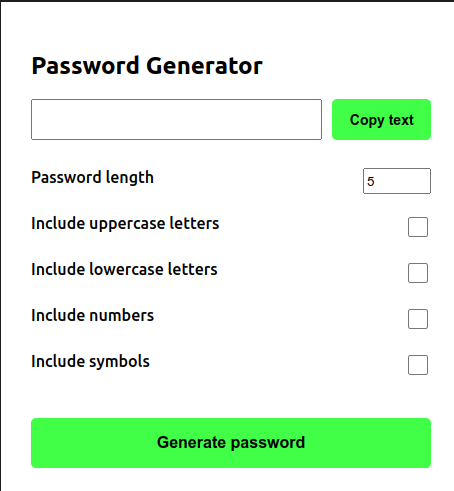 Password Generator
Copy text
Password length 5
Include uppercase letters
Include lowercase letters
Include numbers
Include symbols
Generate password